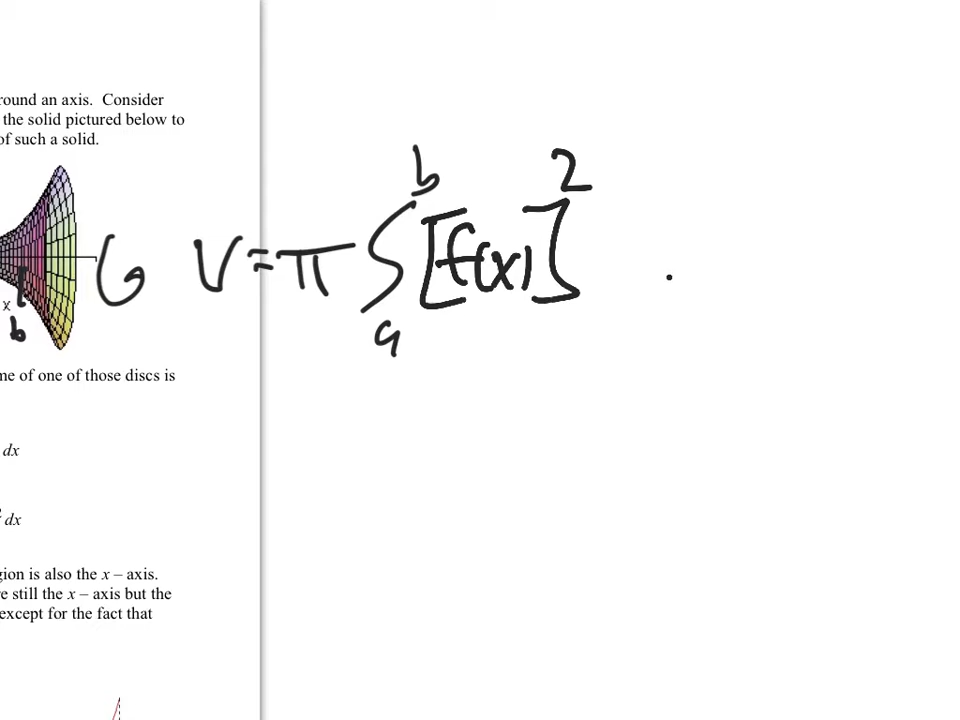 round an axis. Consider
the solid pictured below to
of such a solid.
x
b
V=π∫ₐᵇ[f(x)]²
me of one of those discs is
dx
² dx
gion is also the x – axis.
e still the x – axis but the
except for the fact that